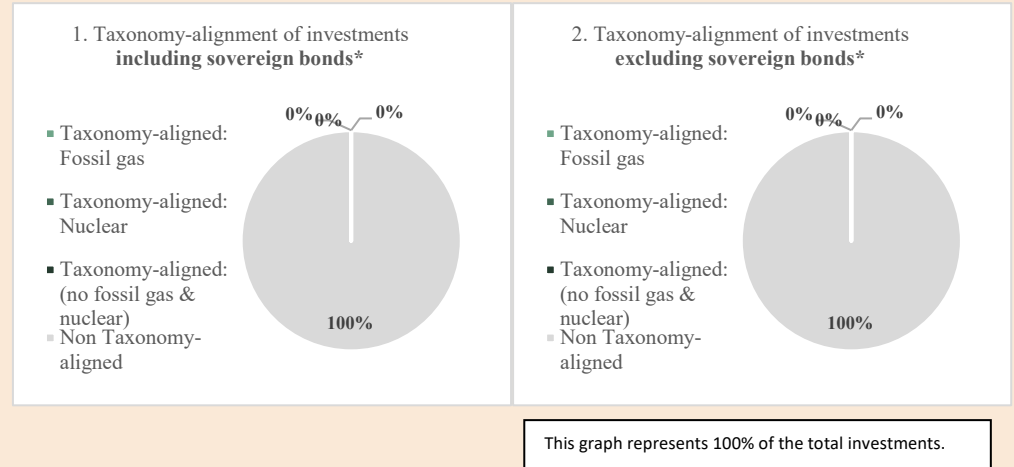 1. Taxonomy-alignment of investments
including sovereign bonds*
0%
0%
0%
Taxonomy-aligned:
Fossil gas
Taxonomy-aligned:
Nuclear
Taxonomy-aligned:
(no fossil gas &
nuclear)
Non Taxonomy-
aligned
100%
2. Taxonomy-alignment of investments
excluding sovereign bonds*
0%
0%
0%
Taxonomy-aligned:
Fossil gas
Taxonomy-aligned:
Nuclear
Taxonomy-aligned:
(no fossil gas &
nuclear)
Non Taxonomy-
aligned
100%
This graph represents 100% of the total investments.